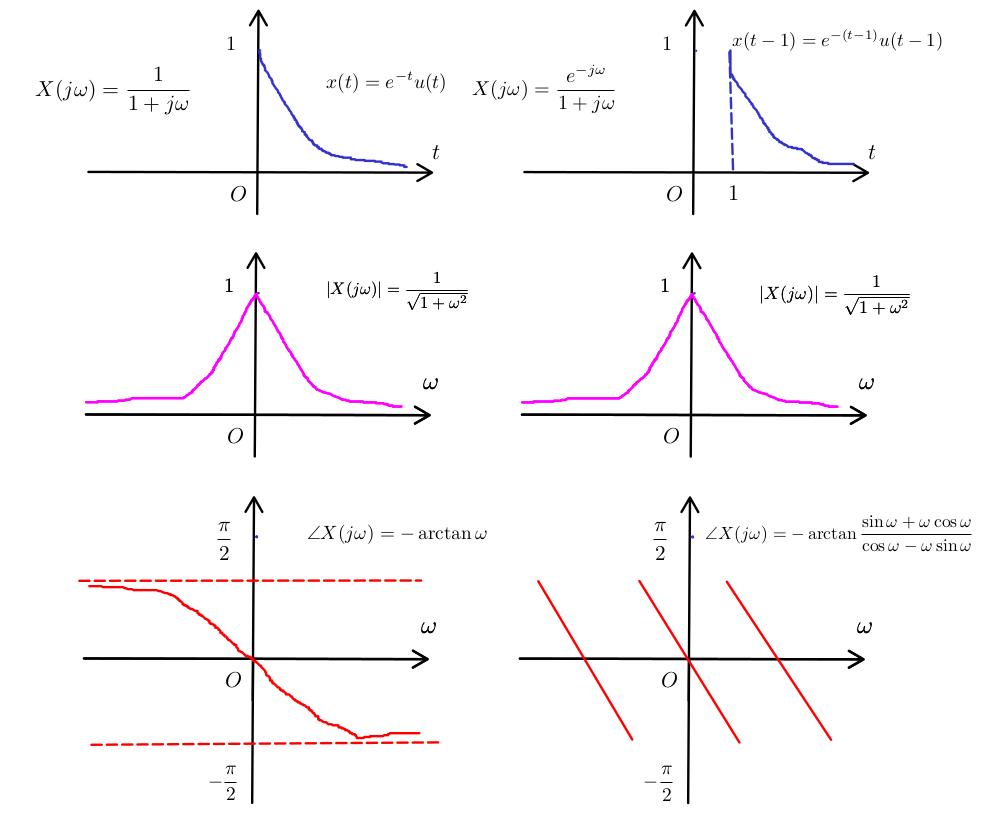 1
X(jω) = 1/(1 + jω)
x(t) = e^{-t}u(t)
t
O
1
X(jω) = e^{-jω}/(1 + jω)
x(t − 1) = e^{-(t-1)}u(t − 1)
t
O
1
1
|X(jω)| = 1/√(1 + ω²)
ω
O
1
|X(jω)| = 1/√(1 + ω²)
ω
O
π/2
∠X(jω) = − arctan ω
ω
O
−π/2
π/2
∠X(jω) = − arctan (sin ω + ω cos ω)/(cos ω − ω sin ω)
ω
O
−π/2